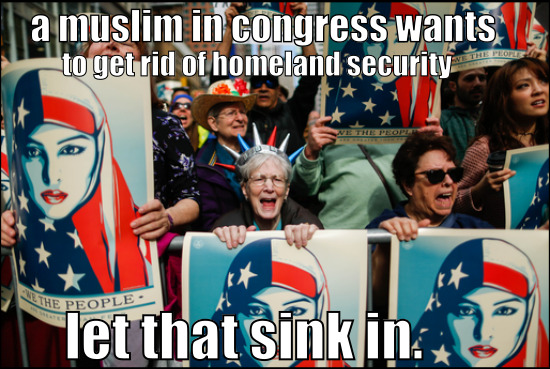 a muslim in congress wants
to get rid of homeland security
WE THE PEOPLE
WE THE PEOPLE
• WE THE PEOPLE •
let that sink in.